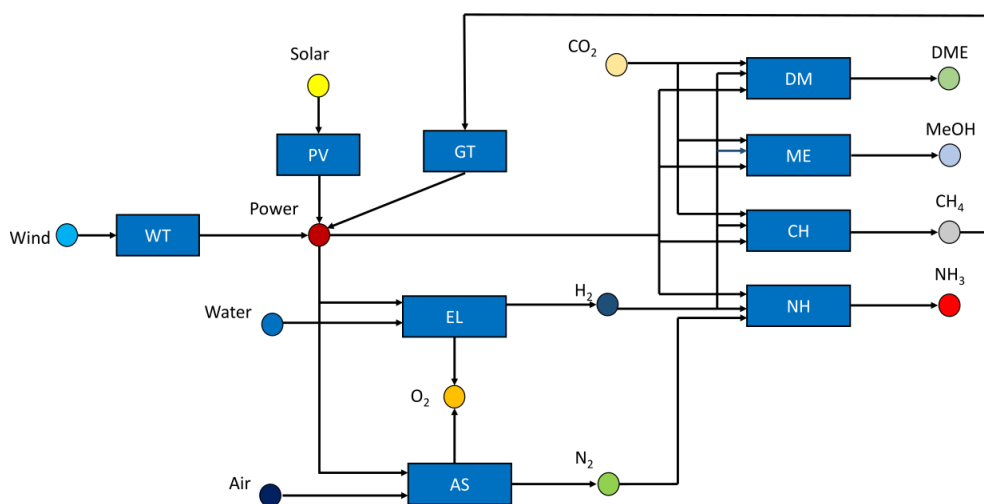 CO₂
DME
Solar
DM
MeOH
PV
GT
ME
Power
CH₄
Wind
WT
CH
NH₃
H₂
Water
EL
NH
O₂
N₂
Air
AS